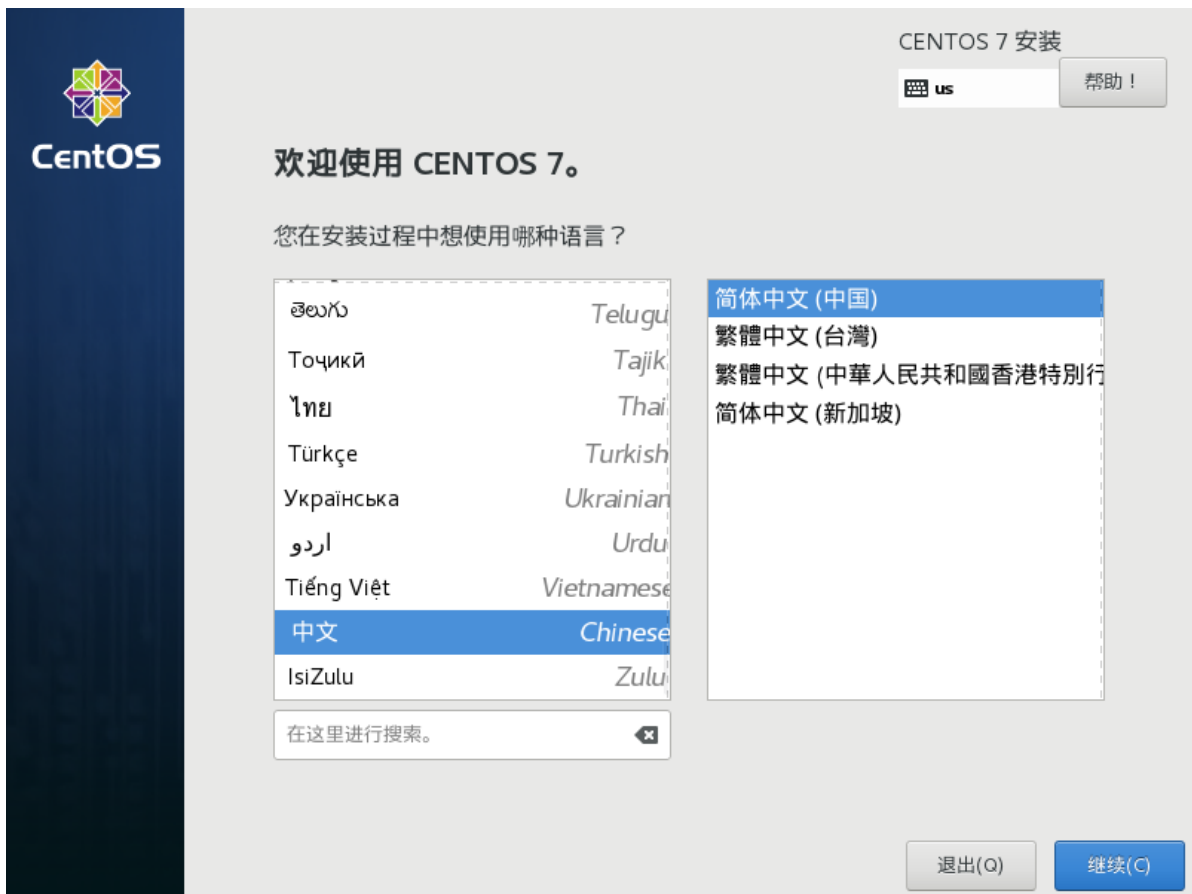 CentOS
CENTOS 7 安装
us
帮助！
欢迎使用 CENTOS 7。
您在安装过程中想使用哪种语言？
తెలుగు Telugu
Тоҷикӣ Tajik
ไทย Thai
Türkçe Turkish
Українська Ukrainian
اردو Urdu
Tiếng Việt Vietnamese
中文 Chinese
IsiZulu Zulu
简体中文 (中国)
繁體中文 (台灣)
繁體中文 (中華人民共和國香港特別行
简体中文 (新加坡)
在这里进行搜索。
退出(Q)
继续(C)